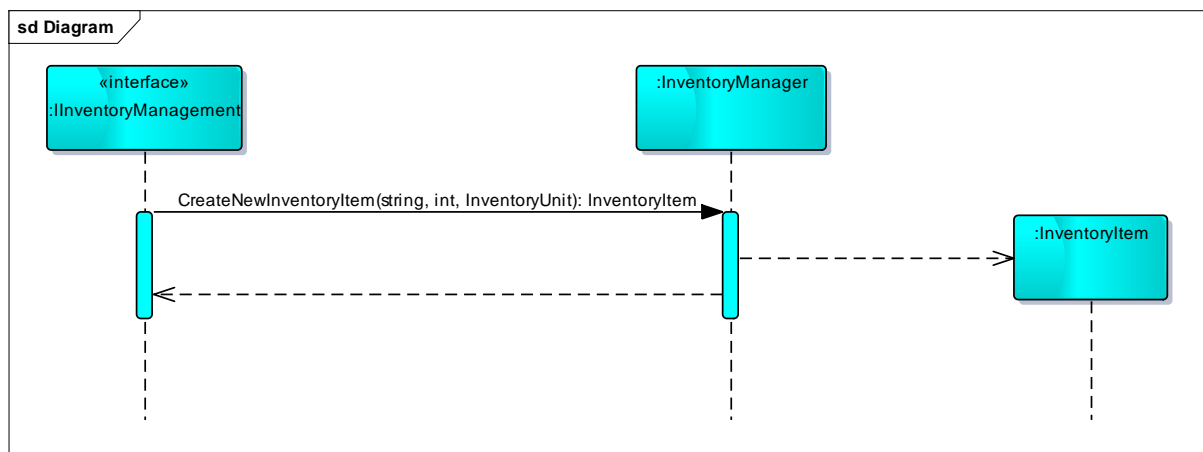 sd Diagram
«interface»
:IInventoryManagement
:InventoryManager
CreateNewInventoryItem(string, int, InventoryUnit): InventoryItem
:InventoryItem